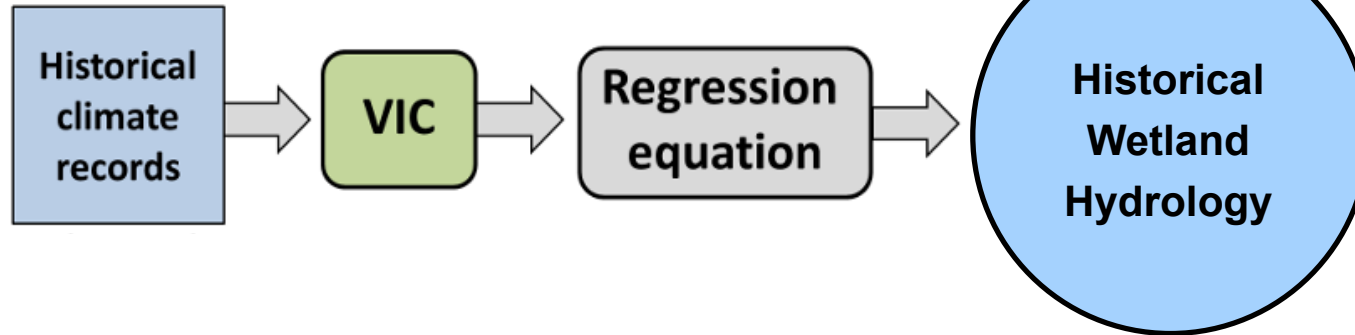 Historical
climate
records
VIC
Regression
equation
Historical
Wetland
Hydrology